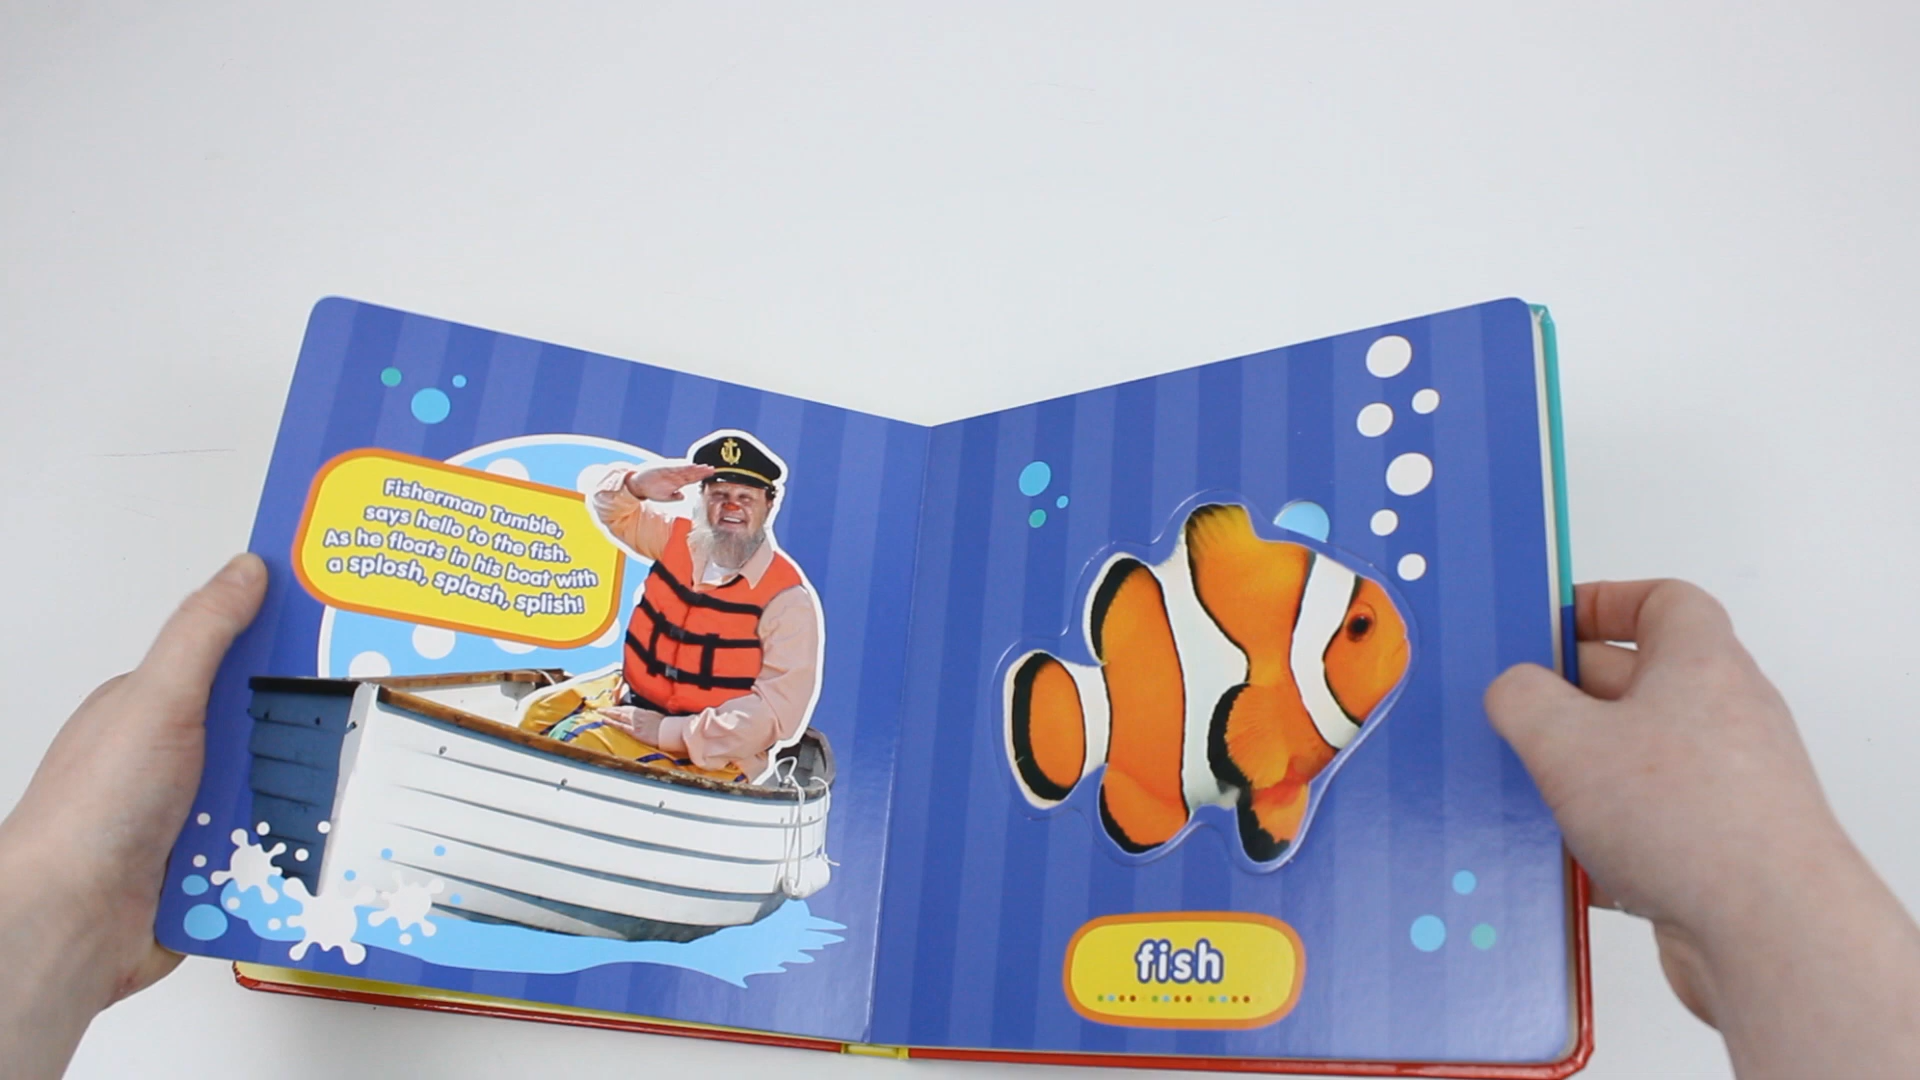 Fisherman Tumble,
says hello to the fish.
As he floats in his boat with
a splosh, splash, splish!
fish